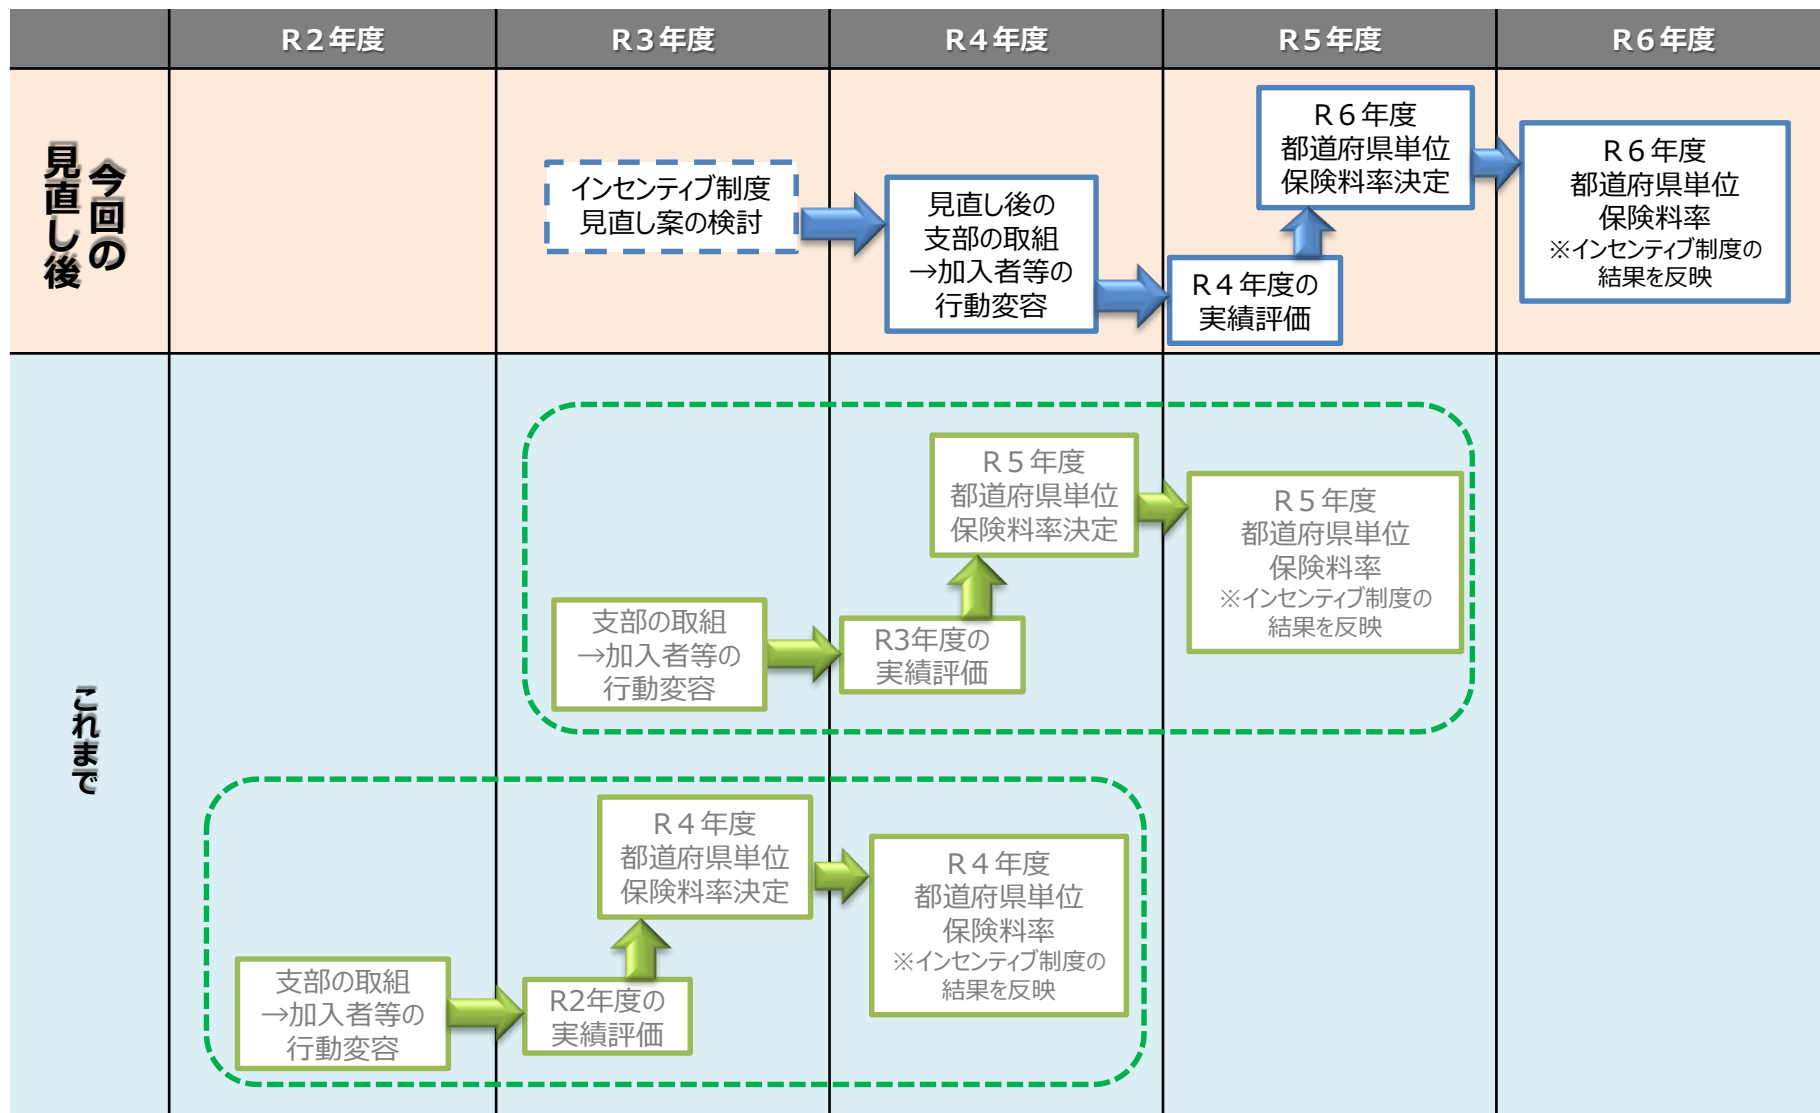 R2年度
R3年度
R4年度
R5年度
R6年度
今回の
見直し後
インセンティブ制度
見直し案の検討
見直し後の
支部の取組
→加入者等の
行動変容
R4年度の
実績評価
R6年度
都道府県単位
保険料率決定
R6年度
都道府県単位
保険料率
※インセンティブ制度の
結果を反映
これまで
支部の取組
→加入者等の
行動変容
R3年度の
実績評価
R5年度
都道府県単位
保険料率決定
R5年度
都道府県単位
保険料率
※インセンティブ制度の
結果を反映
支部の取組
→加入者等の
行動変容
R2年度の
実績評価
R4年度
都道府県単位
保険料率決定
R4年度
都道府県単位
保険料率
※インセンティブ制度の
結果を反映